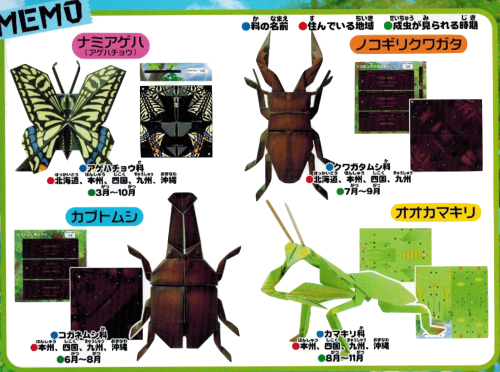 MEMO
●科の名前 ●住んでいる地域 ●成虫が見られる時期
ナミアゲハ
(アゲハチョウ)
●アゲハチョウ科
●北海道、本州、四国、九州、沖縄
●3月〜10月
ノコギリクワガタ
●クワガタムシ科
●北海道、本州、四国、九州
●7月〜9月
カブトムシ
●コガネムシ科
●本州、四国、九州、沖縄
●6月〜8月
オオカマキリ
●カマキリ科
●本州、四国、九州、沖縄
●8月〜11月